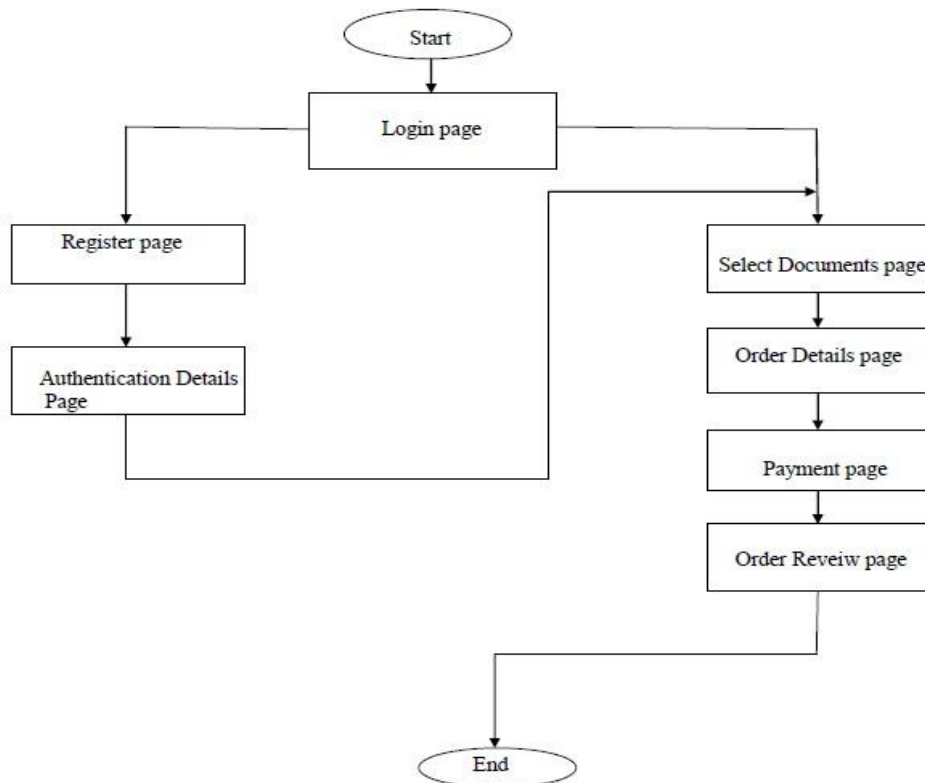 Start
Login page
Register page
Select Documents page
Order Details page
Authentication Details
Page
Payment page
Order Reveiw page
End